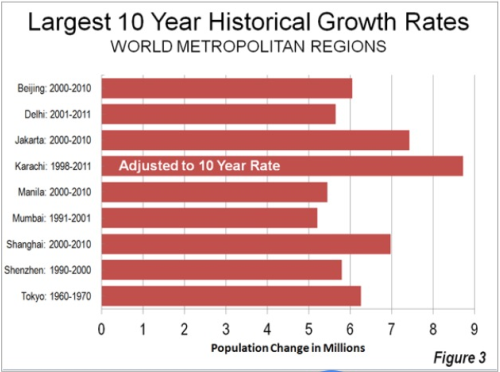 Largest 10 Year Historical Growth Rates
WORLD METROPOLITAN REGIONS
Beijing: 2000-2010
Delhi: 2001-2011
Jakarta: 2000-2010
Karachi: 1998-2011
Adjusted to 10 Year Rate
Manila: 2000-2010
Mumbai: 1991-2001
Shanghai: 2000-2010
Shenzhen: 1990-2000
Tokyo: 1960-1970
0 1 2 3 4 5 6 7 8 9
Population Change in Millions
Figure 3